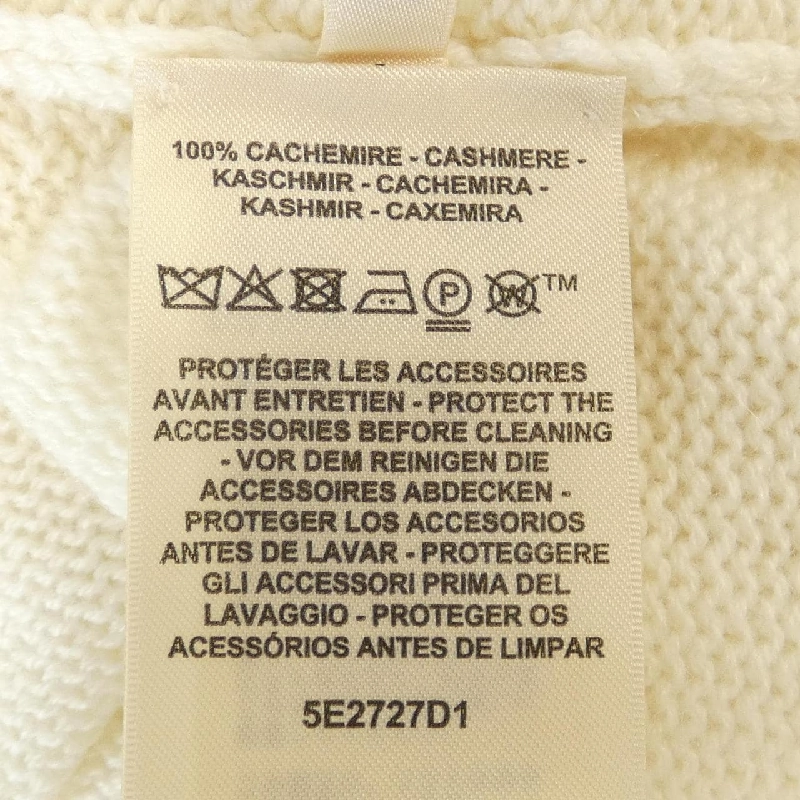 100% CACHEMIRE - CASHMERE -
KASCHMIR - CACHEMIRA -
KASHMIR - CAXEMIRA
P W TM
PROTÉGER LES ACCESSOIRES
AVANT ENTRETIEN - PROTECT THE
ACCESSORIES BEFORE CLEANING
- VOR DEM REINIGEN DIE
ACCESSOIRES ABDECKEN -
PROTEGER LOS ACCESORIOS
ANTES DE LAVAR - PROTEGGERE
GLI ACCESSORI PRIMA DEL
LAVAGGIO - PROTEGER OS
ACESSÓRIOS ANTES DE LIMPAR
5E2727D1